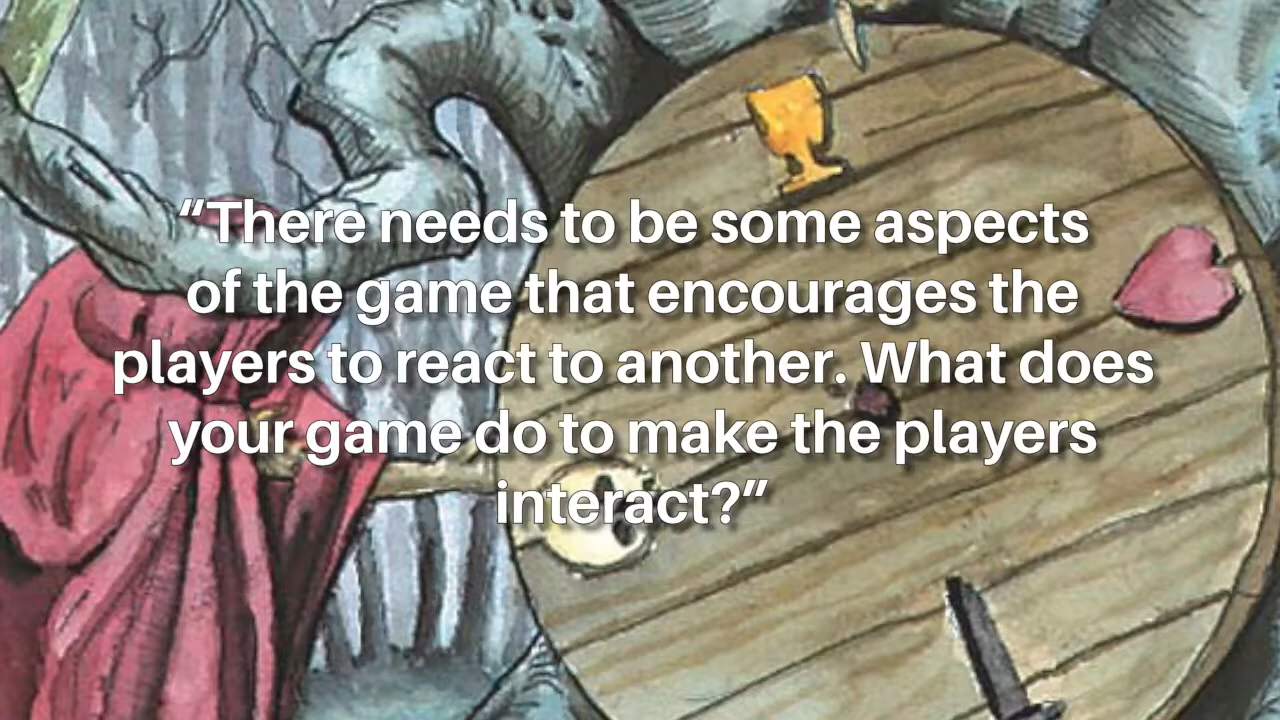 “There needs to be some aspects
of the game that encourages the
players to react to another. What does
your game do to make the players
interact?”